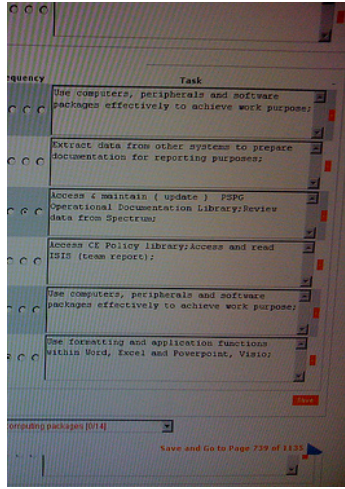 equency
Task
Use computers, peripherals and software
packages effectively to achieve work purpose;
Extract data from other systems to prepare
documentation for reporting purposes;
Access & maintain ( update )  PSPG
Operational Documentation Library;Review
data from Spectrum;
Access CE Policy library;Access and read
ISIS (team report);
Use computers, peripherals and software
packages effectively to achieve work purpose;
Use formatting and application functions
within Word, Excel and Powerpoint, Visio;
Save
omputing packages [0/14]
Save and Go to Page 739 of 1135